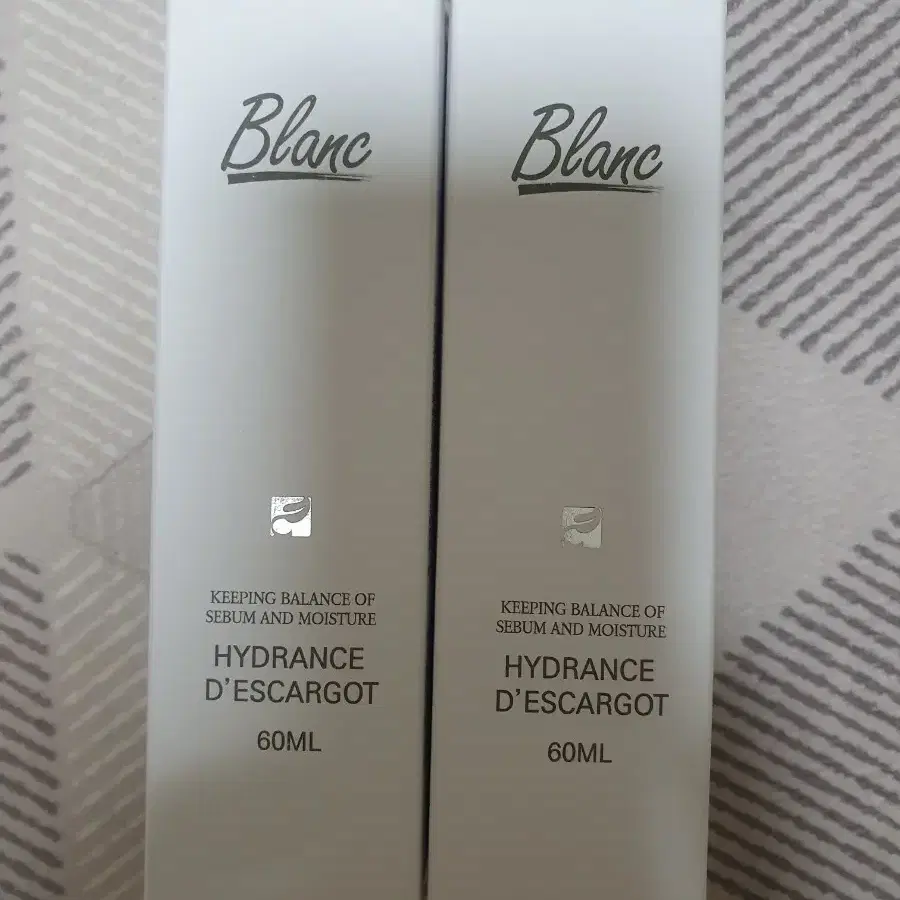 Blanc
KEEPING BALANCE OF
SEBUM AND MOISTURE
HYDRANCE
D'ESCARGOT
60ML
Blanc
KEEPING BALANCE OF
SEBUM AND MOISTURE
HYDRANCE
D'ESCARGOT
60ML